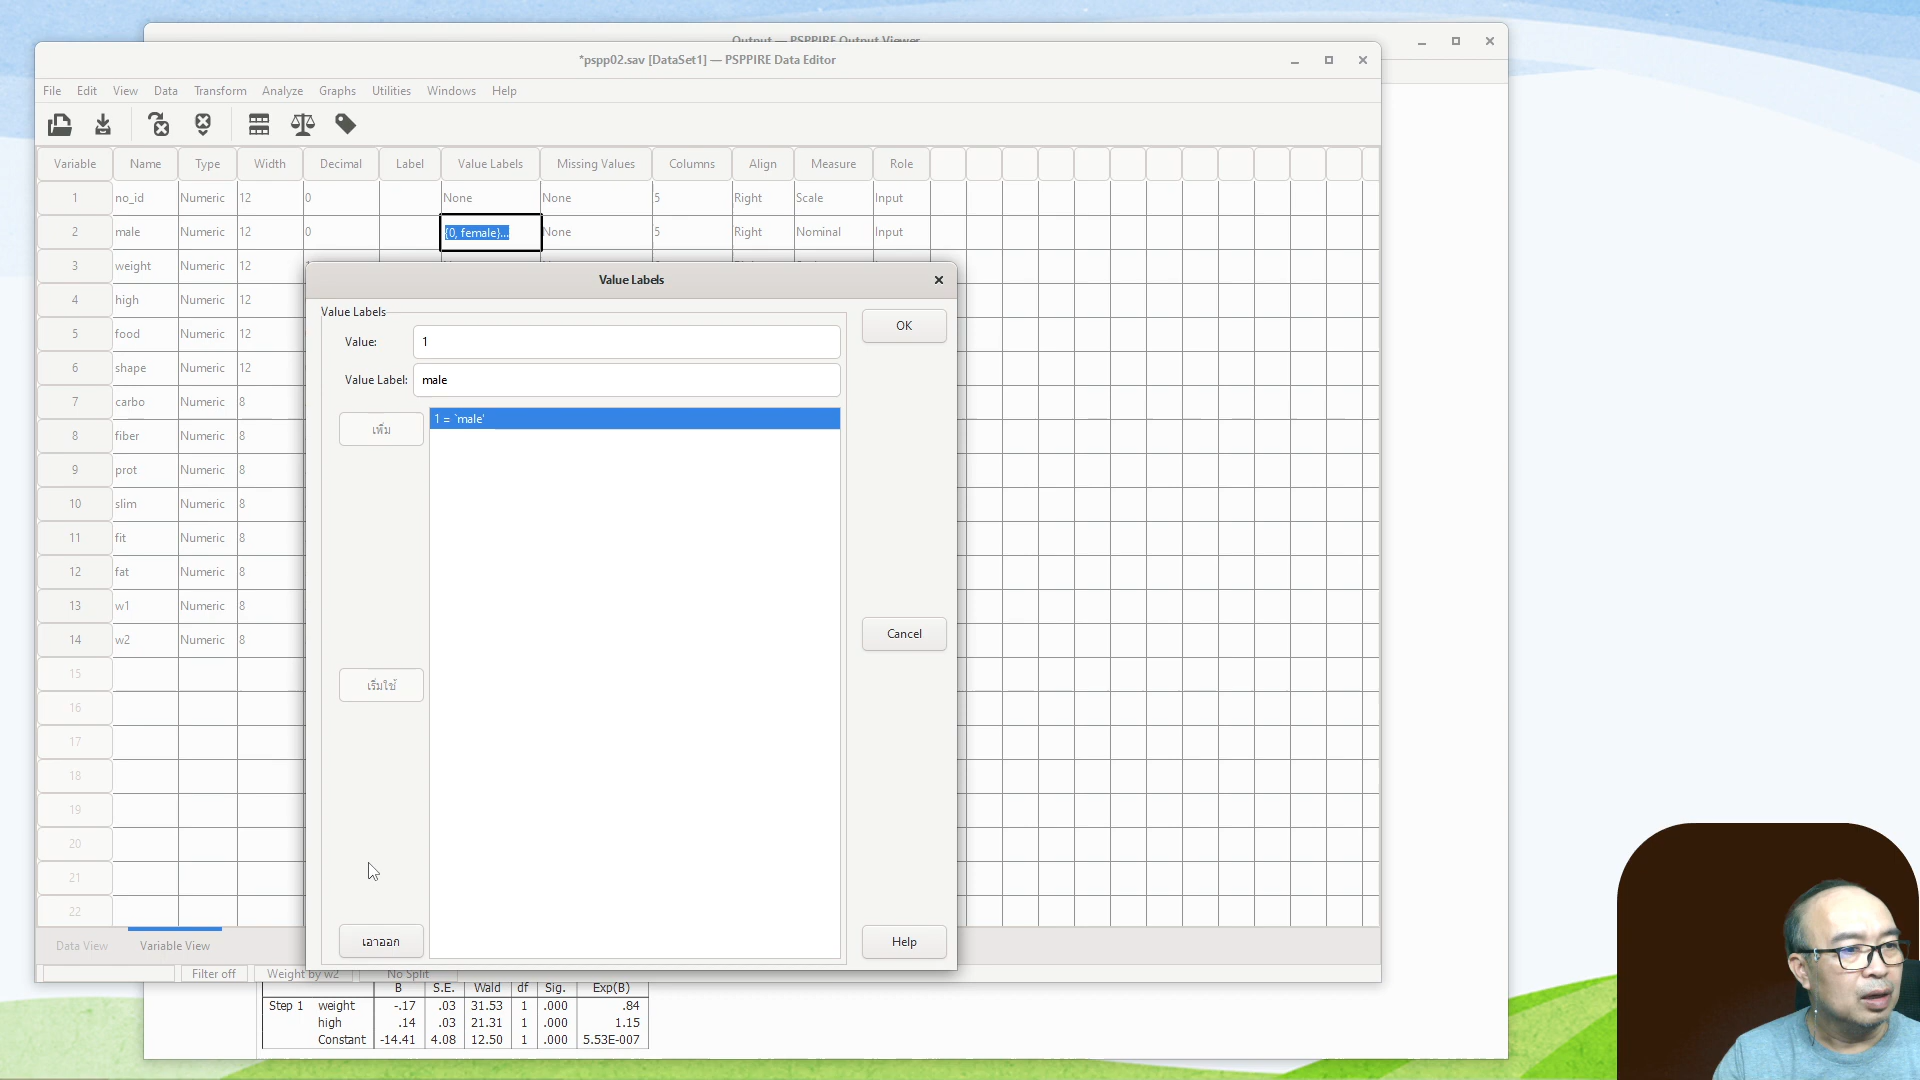 Output — PSPPIRE Output Viewer
*pspp02.sav [DataSet1] — PSPPIRE Data Editor
File Edit View Data Transform Analyze Graphs Utilities Windows Help
Variable Name Type Width Decimal Label Value Labels Missing Values Columns Align Measure Role
1 no_id Numeric 12 0 None None 5 Right Scale Input
2 male Numeric 12 0 {0, female}... None 5 Right Nominal Input
3 weight Numeric 12
4 high Numeric 12
5 food Numeric 12
6 shape Numeric 12
7 carbo Numeric 8
8 fiber Numeric 8
9 prot Numeric 8
10 slim Numeric 8
11 fit Numeric 8
12 fat Numeric 8
13 w1 Numeric 8
14 w2 Numeric 8
15
16
17
18
19
20
21
22
Value Labels
Value Labels
Value: 1
Value Label: male
1 = `male'
เพิ่ม
เริ่มใช้
เอาออก
OK
Cancel
Help
Data View Variable View
Filter off Weight by w2 No Split
B S.E. Wald df Sig. Exp(B)
Step 1 weight -.17 .03 31.53 1 .000 .84
high .14 .03 21.31 1 .000 1.15
Constant -14.41 4.08 12.50 1 .000 5.53E-007